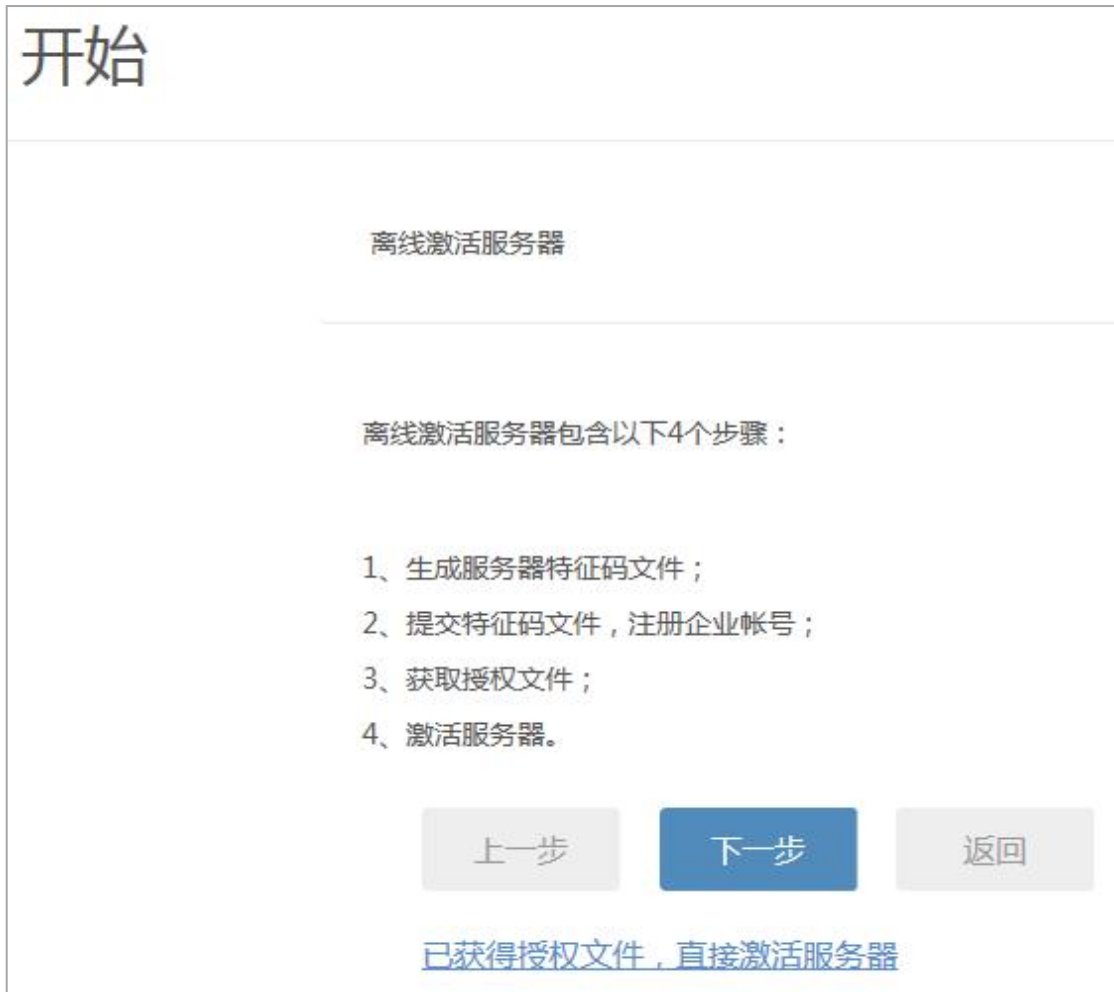 开始
离线激活服务器
离线激活服务器包含以下4个步骤：
1、生成服务器特征码文件；
2、提交特征码文件，注册企业帐号；
3、获取授权文件；
4、激活服务器。
上一步 下一步 返回
已获得授权文件，直接激活服务器